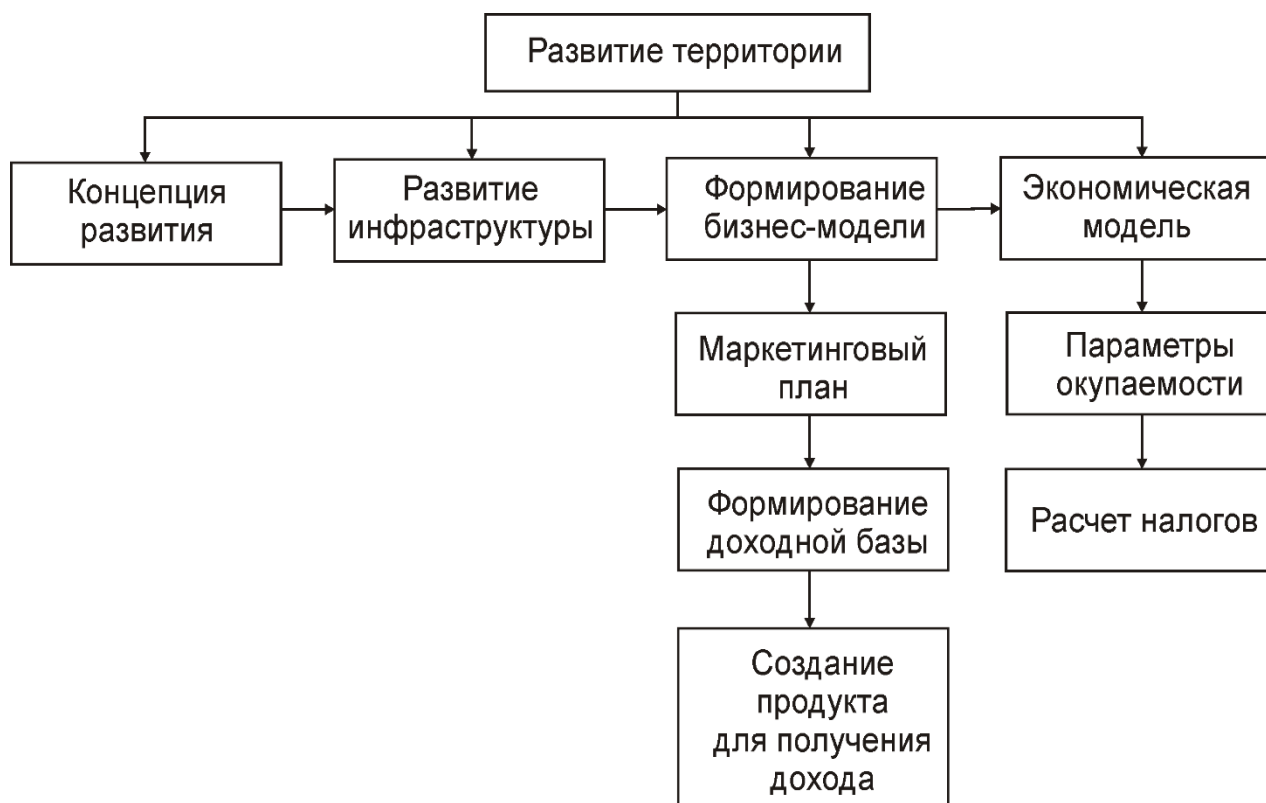 Развитие территории
Концепция
развития
Развитие
инфраструктуры
Формирование
бизнес-модели
Экономическая
модель
Маркетинговый
план
Параметры
окупаемости
Формирование
доходной базы
Расчет налогов
Создание
продукта
для получения
дохода